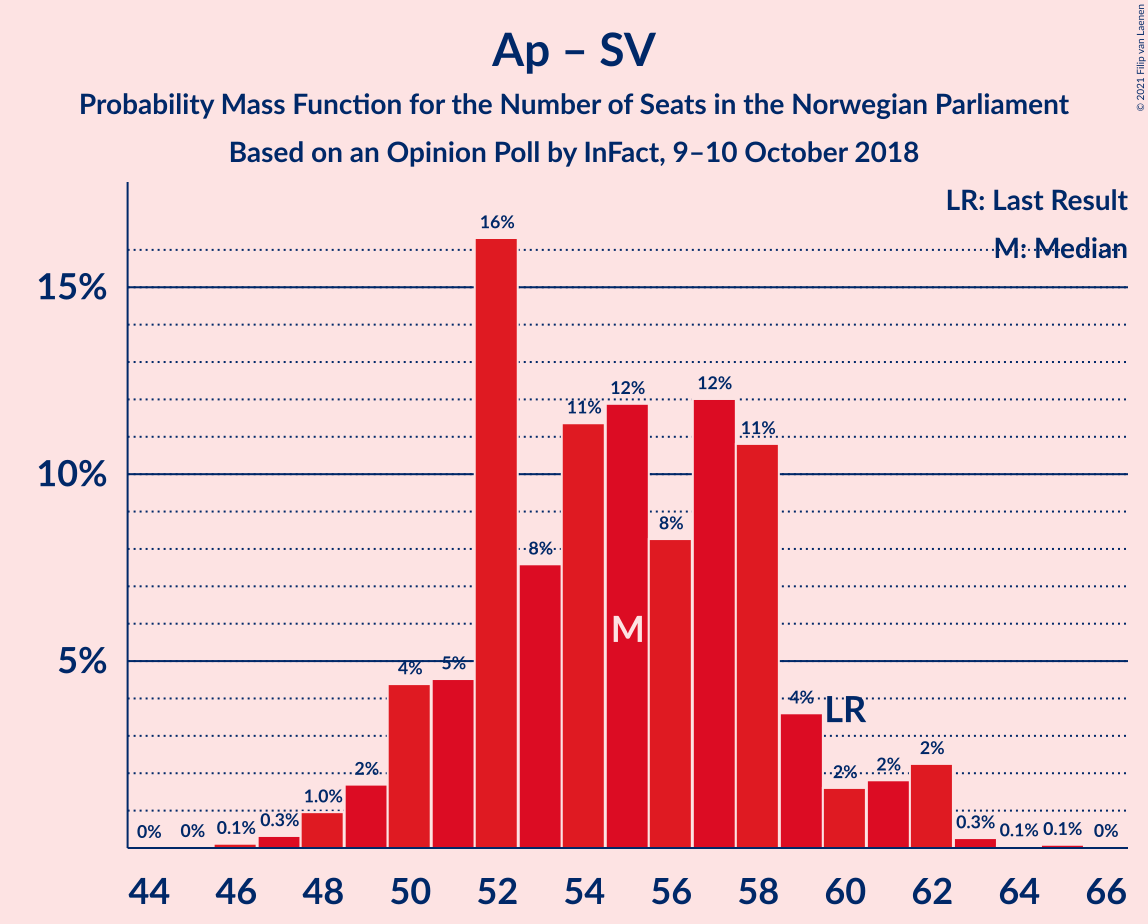 © 2021 Filip van Laenen
Ap – SV
Probability Mass Function for the Number of Seats in the Norwegian Parliament
Based on an Opinion Poll by InFact, 9–10 October 2018
LR: Last Result
M: Median
15%
10%
5%
0%
0%
0.1%
0.3%
1.0%
2%
4%
5%
16%
8%
11%
12%
8%
12%
11%
4%
2%
2%
2%
0.3%
0.1%
0.1%
0%
M
LR
44 46 48 50 52 54 56 58 60 62 64 66